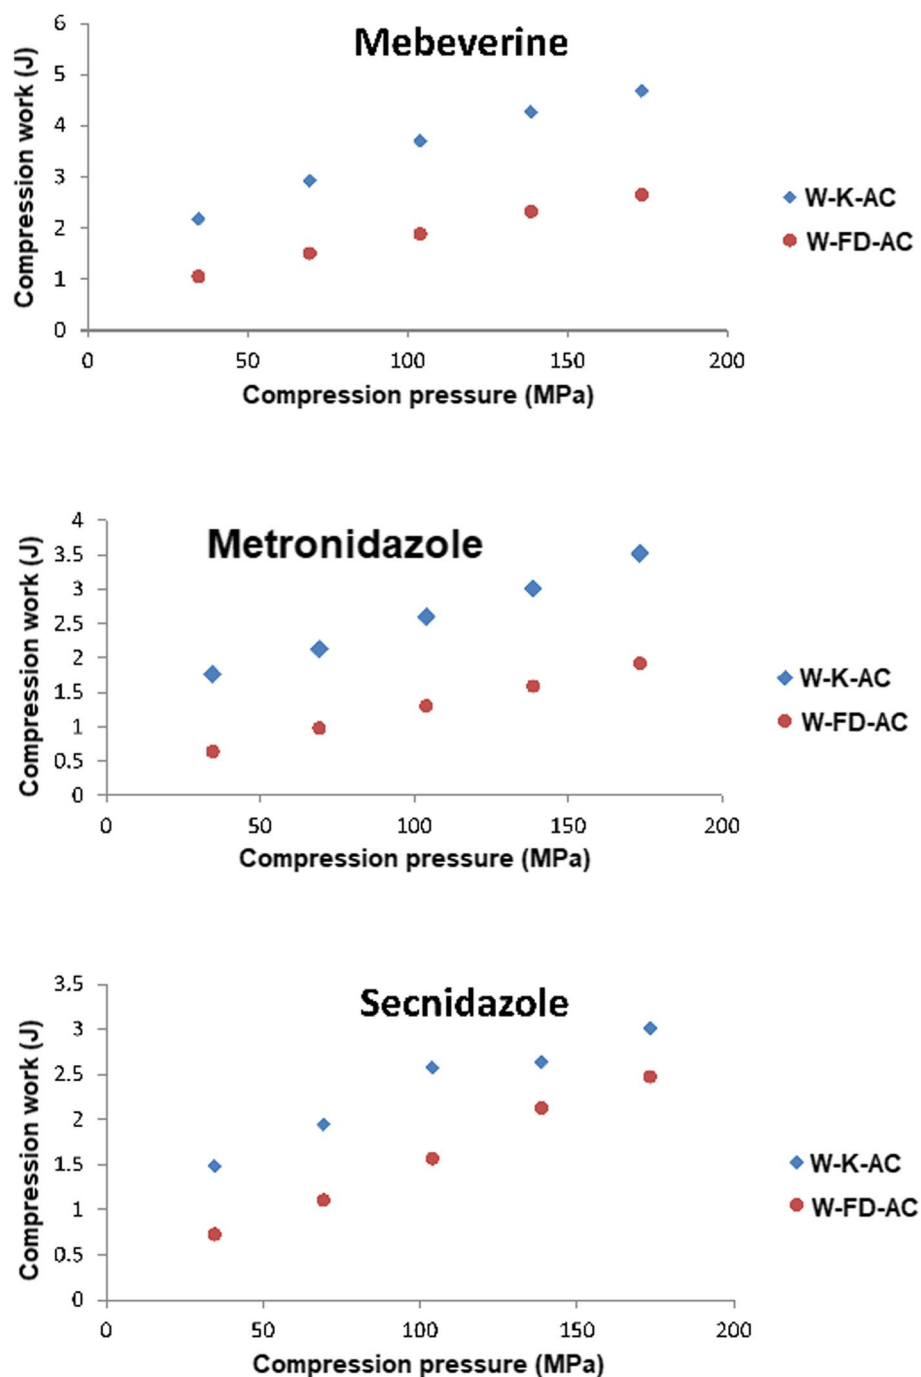 Mebeverine
Compression work (J)
6
5
4
3
2
1
0
0 50 100 150 200
Compression pressure (MPa)
W-K-AC
W-FD-AC
Metronidazole
Compression work (J)
4
3.5
3
2.5
2
1.5
1
0.5
0
0 50 100 150 200
Compression pressure (MPa)
W-K-AC
W-FD-AC
Secnidazole
Compression work (J)
3.5
3
2.5
2
1.5
1
0.5
0
0 50 100 150 200
Compression pressure (MPa)
W-K-AC
W-FD-AC